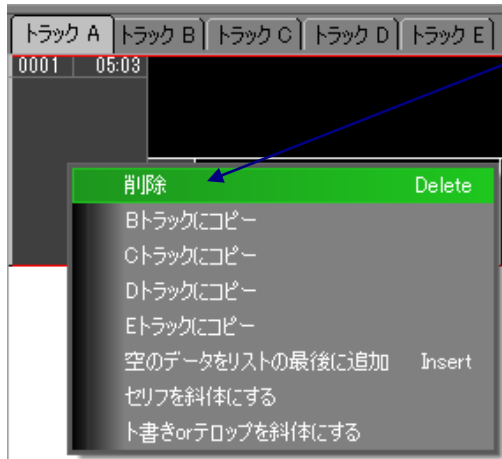 トラック A トラック B トラック C トラック D トラック E
0001 05:03
削除 Delete
Bトラックにコピー
Cトラックにコピー
Dトラックにコピー
Eトラックにコピー
空のデータをリストの最後に追加 Insert
セリフを斜体にする
ト書きorテロップを斜体にする